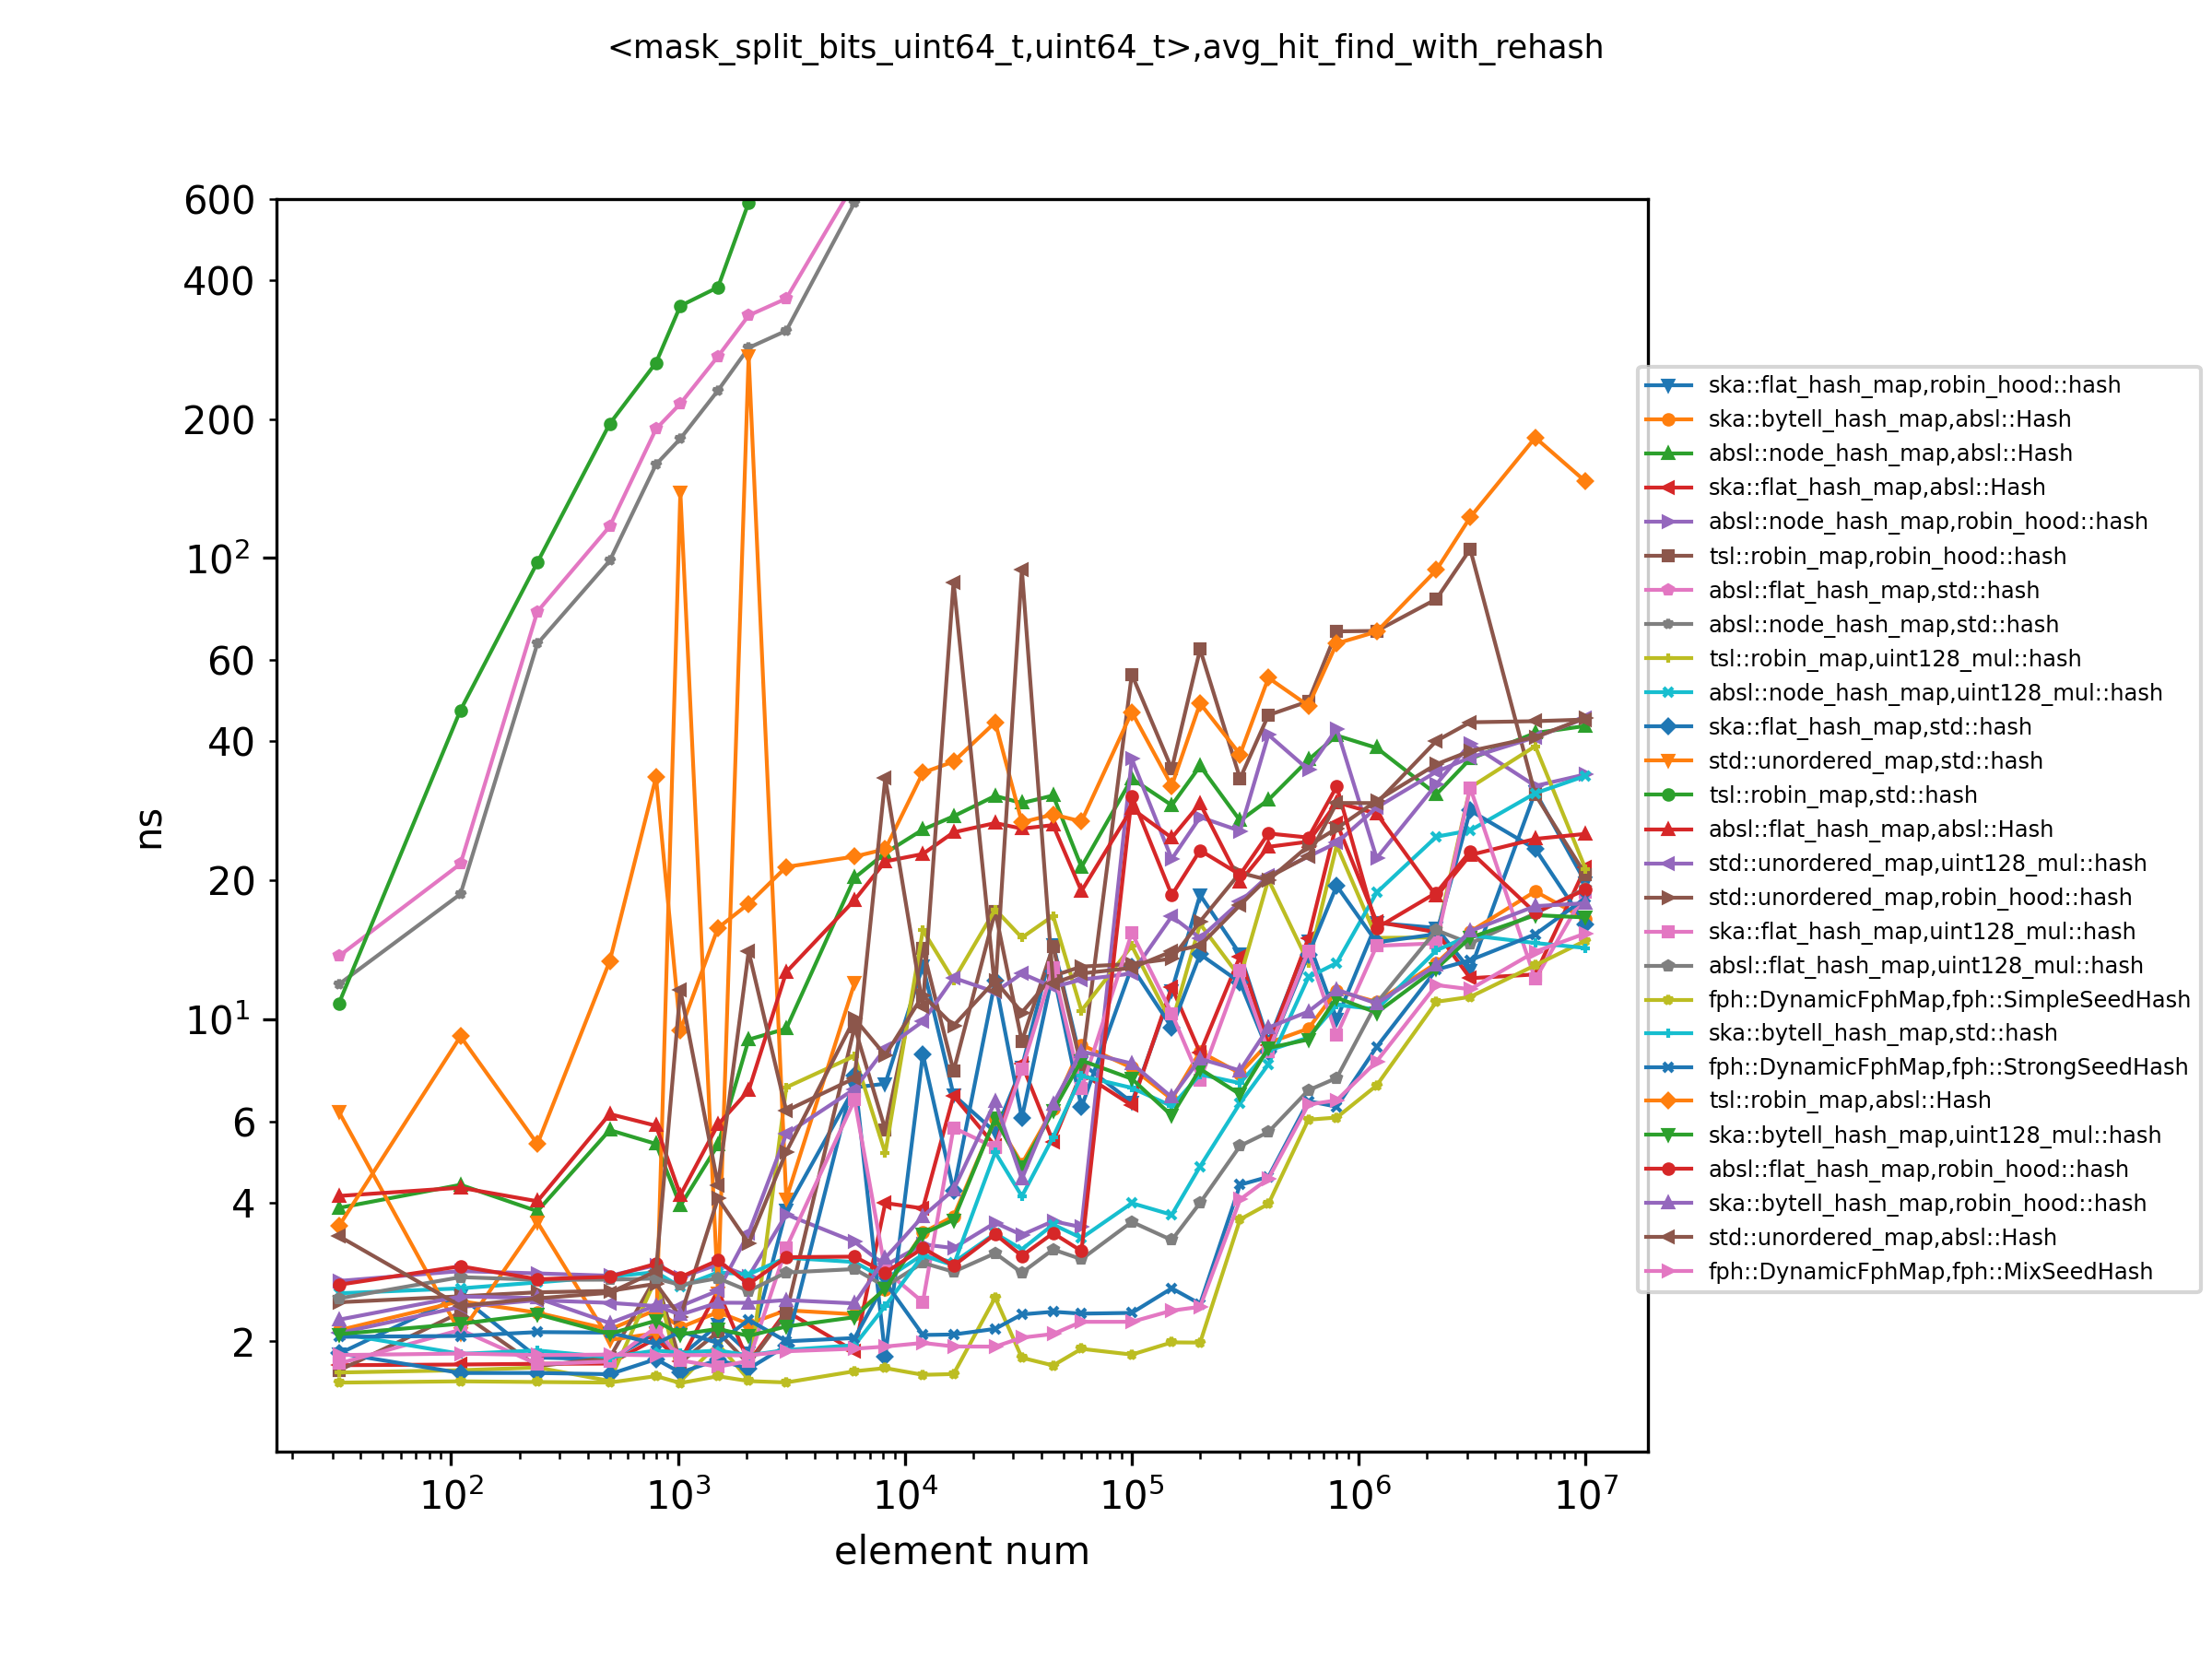 <mask_split_bits_uint64_t,uint64_t>,avg_hit_find_with_rehash
600
400
200
10²
60
40
20
10¹
6
4
2
ns
10² 10³ 10⁴ 10⁵ 10⁶ 10⁷
element num
ska::flat_hash_map,robin_hood::hash
ska::bytell_hash_map,absl::Hash
absl::node_hash_map,absl::Hash
ska::flat_hash_map,absl::Hash
absl::node_hash_map,robin_hood::hash
tsl::robin_map,robin_hood::hash
absl::flat_hash_map,std::hash
absl::node_hash_map,std::hash
tsl::robin_map,uint128_mul::hash
absl::node_hash_map,uint128_mul::hash
ska::flat_hash_map,std::hash
std::unordered_map,std::hash
tsl::robin_map,std::hash
absl::flat_hash_map,absl::Hash
std::unordered_map,uint128_mul::hash
std::unordered_map,robin_hood::hash
ska::flat_hash_map,uint128_mul::hash
absl::flat_hash_map,uint128_mul::hash
fph::DynamicFphMap,fph::SimpleSeedHash
ska::bytell_hash_map,std::hash
fph::DynamicFphMap,fph::StrongSeedHash
tsl::robin_map,absl::Hash
ska::bytell_hash_map,uint128_mul::hash
absl::flat_hash_map,robin_hood::hash
ska::bytell_hash_map,robin_hood::hash
std::unordered_map,absl::Hash
fph::DynamicFphMap,fph::MixSeedHash